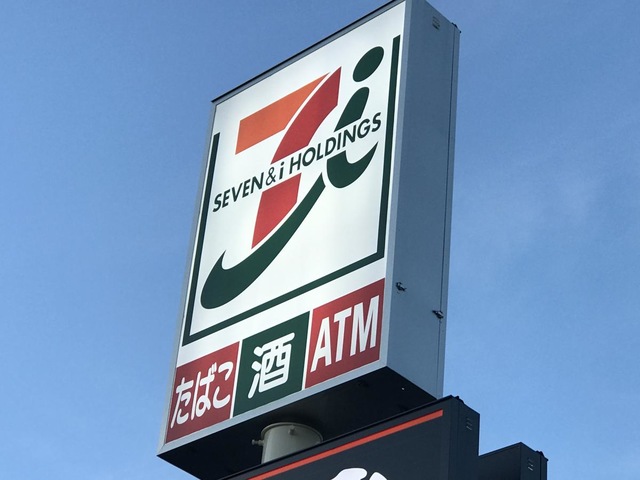 SEVEN&i HOLDINGS
たばこ 酒 ATM